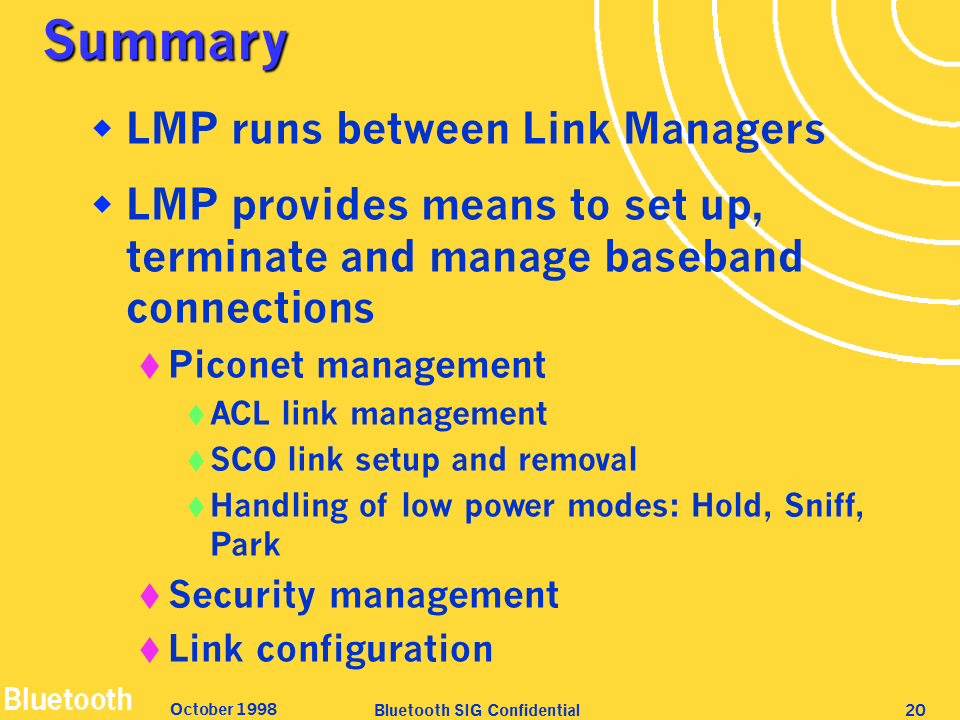 Summary
LMP runs between Link Managers
LMP provides means to set up,
terminate and manage baseband
connections
Piconet management
ACL link management
SCO link setup and removal
Handling of low power modes: Hold, Sniff,
Park
Security management
Link configuration
Bluetooth
October 1998
Bluetooth SIG Confidential
20